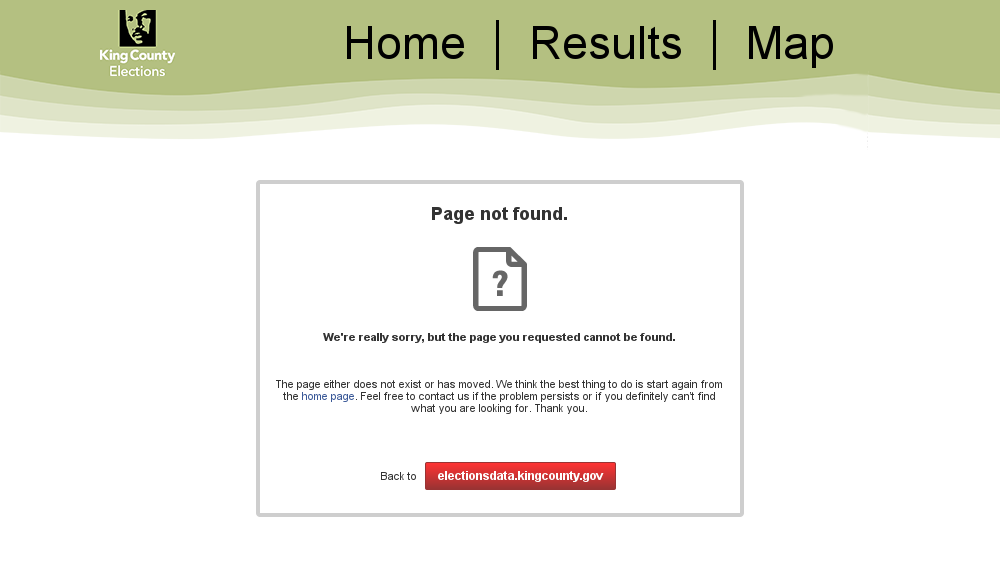 King County
Elections
Home | Results | Map
Page not found.
?
We're really sorry, but the page you requested cannot be found.
The page either does not exist or has moved. We think the best thing to do is start again from
the home page. Feel free to contact us if the problem persists or if you definitely can't find
what you are looking for. Thank you.
Back to electionsdata.kingcounty.gov